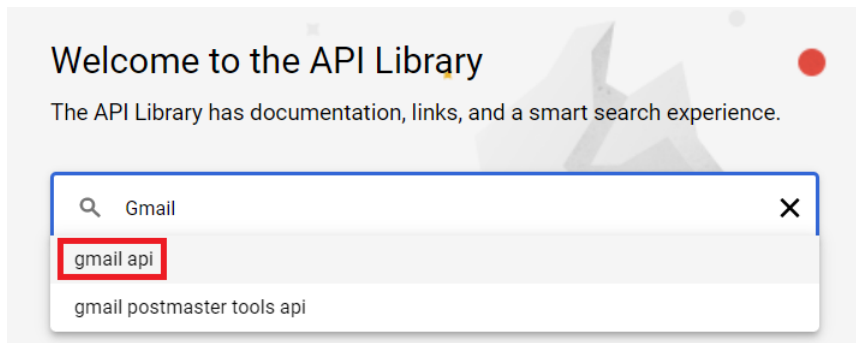 Welcome to the API Library
The API Library has documentation, links, and a smart search experience.
Gmail
gmail api
gmail postmaster tools api